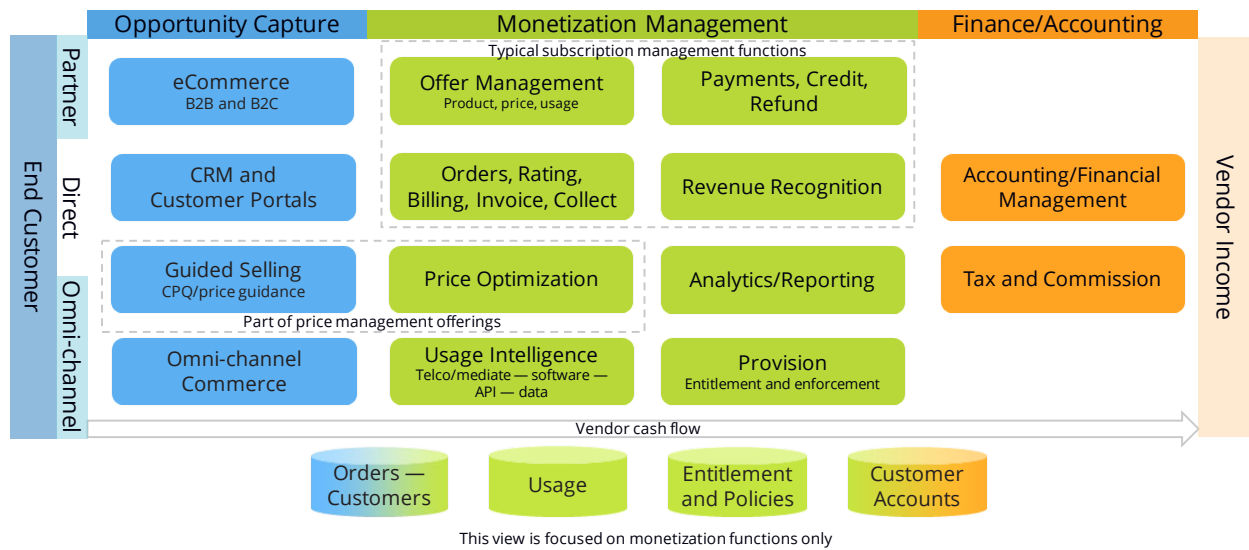 Opportunity Capture
Monetization Management
Finance/Accounting
End Customer
Partner
Direct
Omni-channel
Vendor Income
Typical subscription management functions
eCommerce
B2B and B2C
Offer Management
Product, price, usage
Payments, Credit,
Refund
CRM and
Customer Portals
Orders, Rating,
Billing, Invoice, Collect
Revenue Recognition
Accounting/Financial
Management
Guided Selling
CPQ/price guidance
Price Optimization
Analytics/Reporting
Tax and Commission
Part of price management offerings
Omni-channel
Commerce
Usage Intelligence
Telco/mediate — software —
API — data
Provision
Entitlement and enforcement
Vendor cash flow
Orders —
Customers
Usage
Entitlement
and Policies
Customer
Accounts
This view is focused on monetization functions only